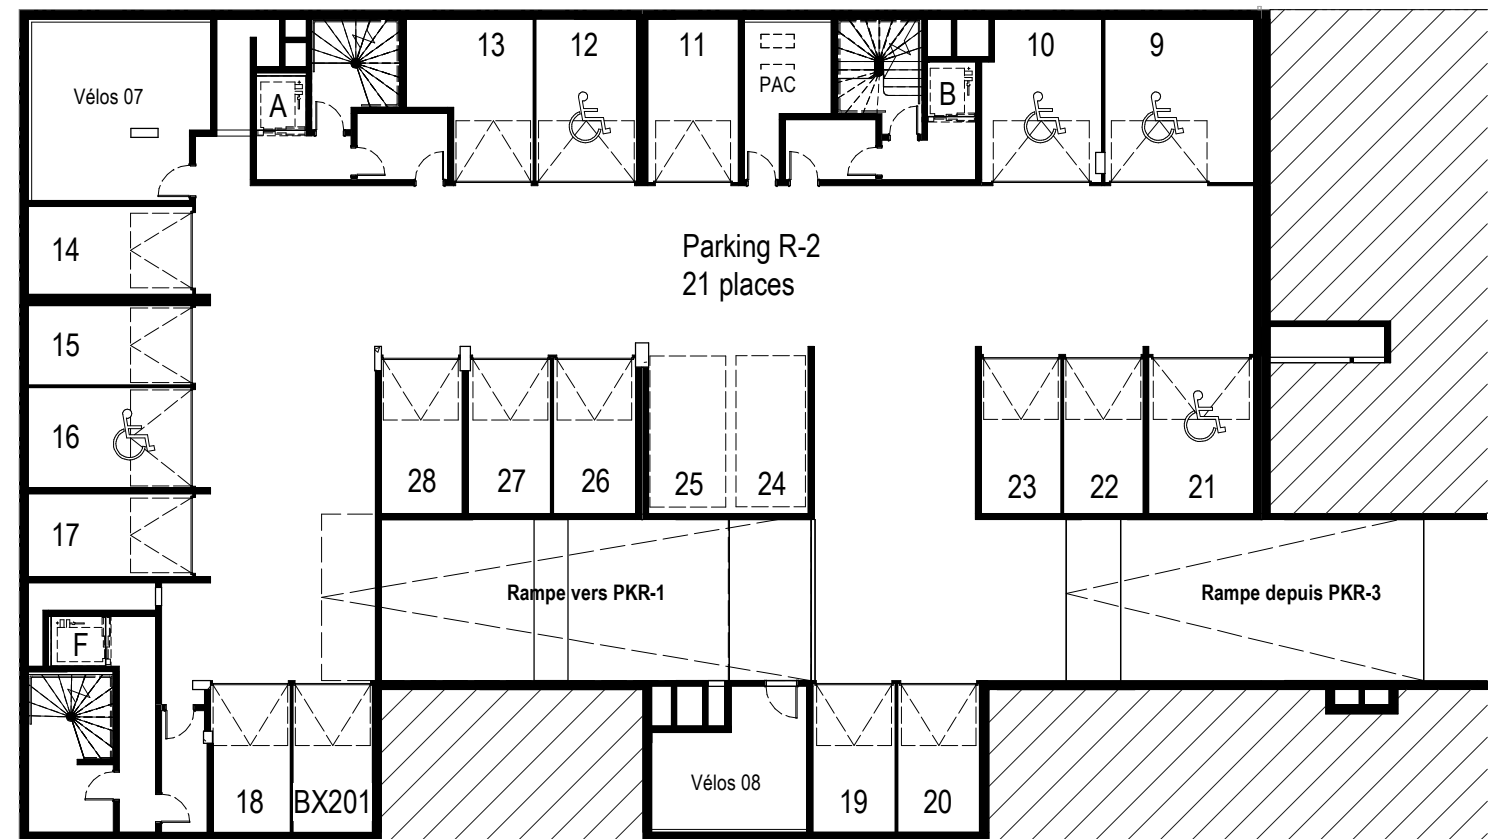 13
12
11
10
9
Vélos 07
A
PAC
B
14
Parking R-2
21 places
15
16
28
27
26
25
24
23
22
21
17
Rampe vers PKR-1
Rampe depuis PKR-3
F
18
BX201
Vélos 08
19
20